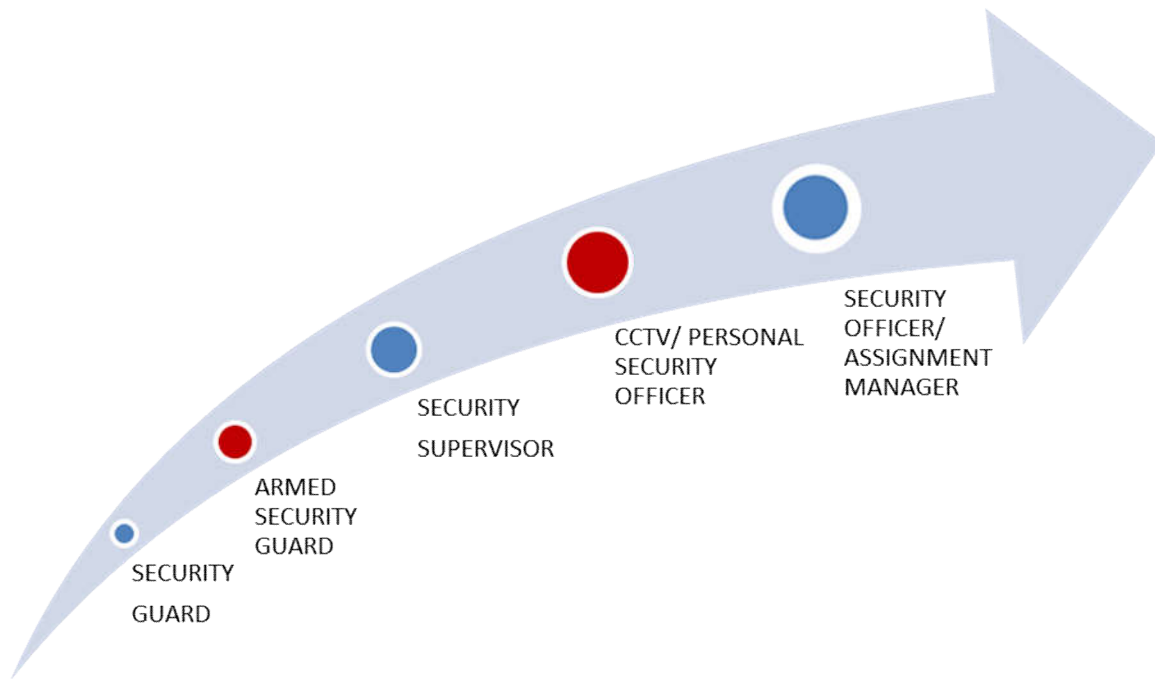 SECURITY
GUARD
ARMED
SECURITY
GUARD
SECURITY
SUPERVISOR
CCTV/ PERSONAL
SECURITY
OFFICER
SECURITY
OFFICER/
ASSIGNMENT
MANAGER